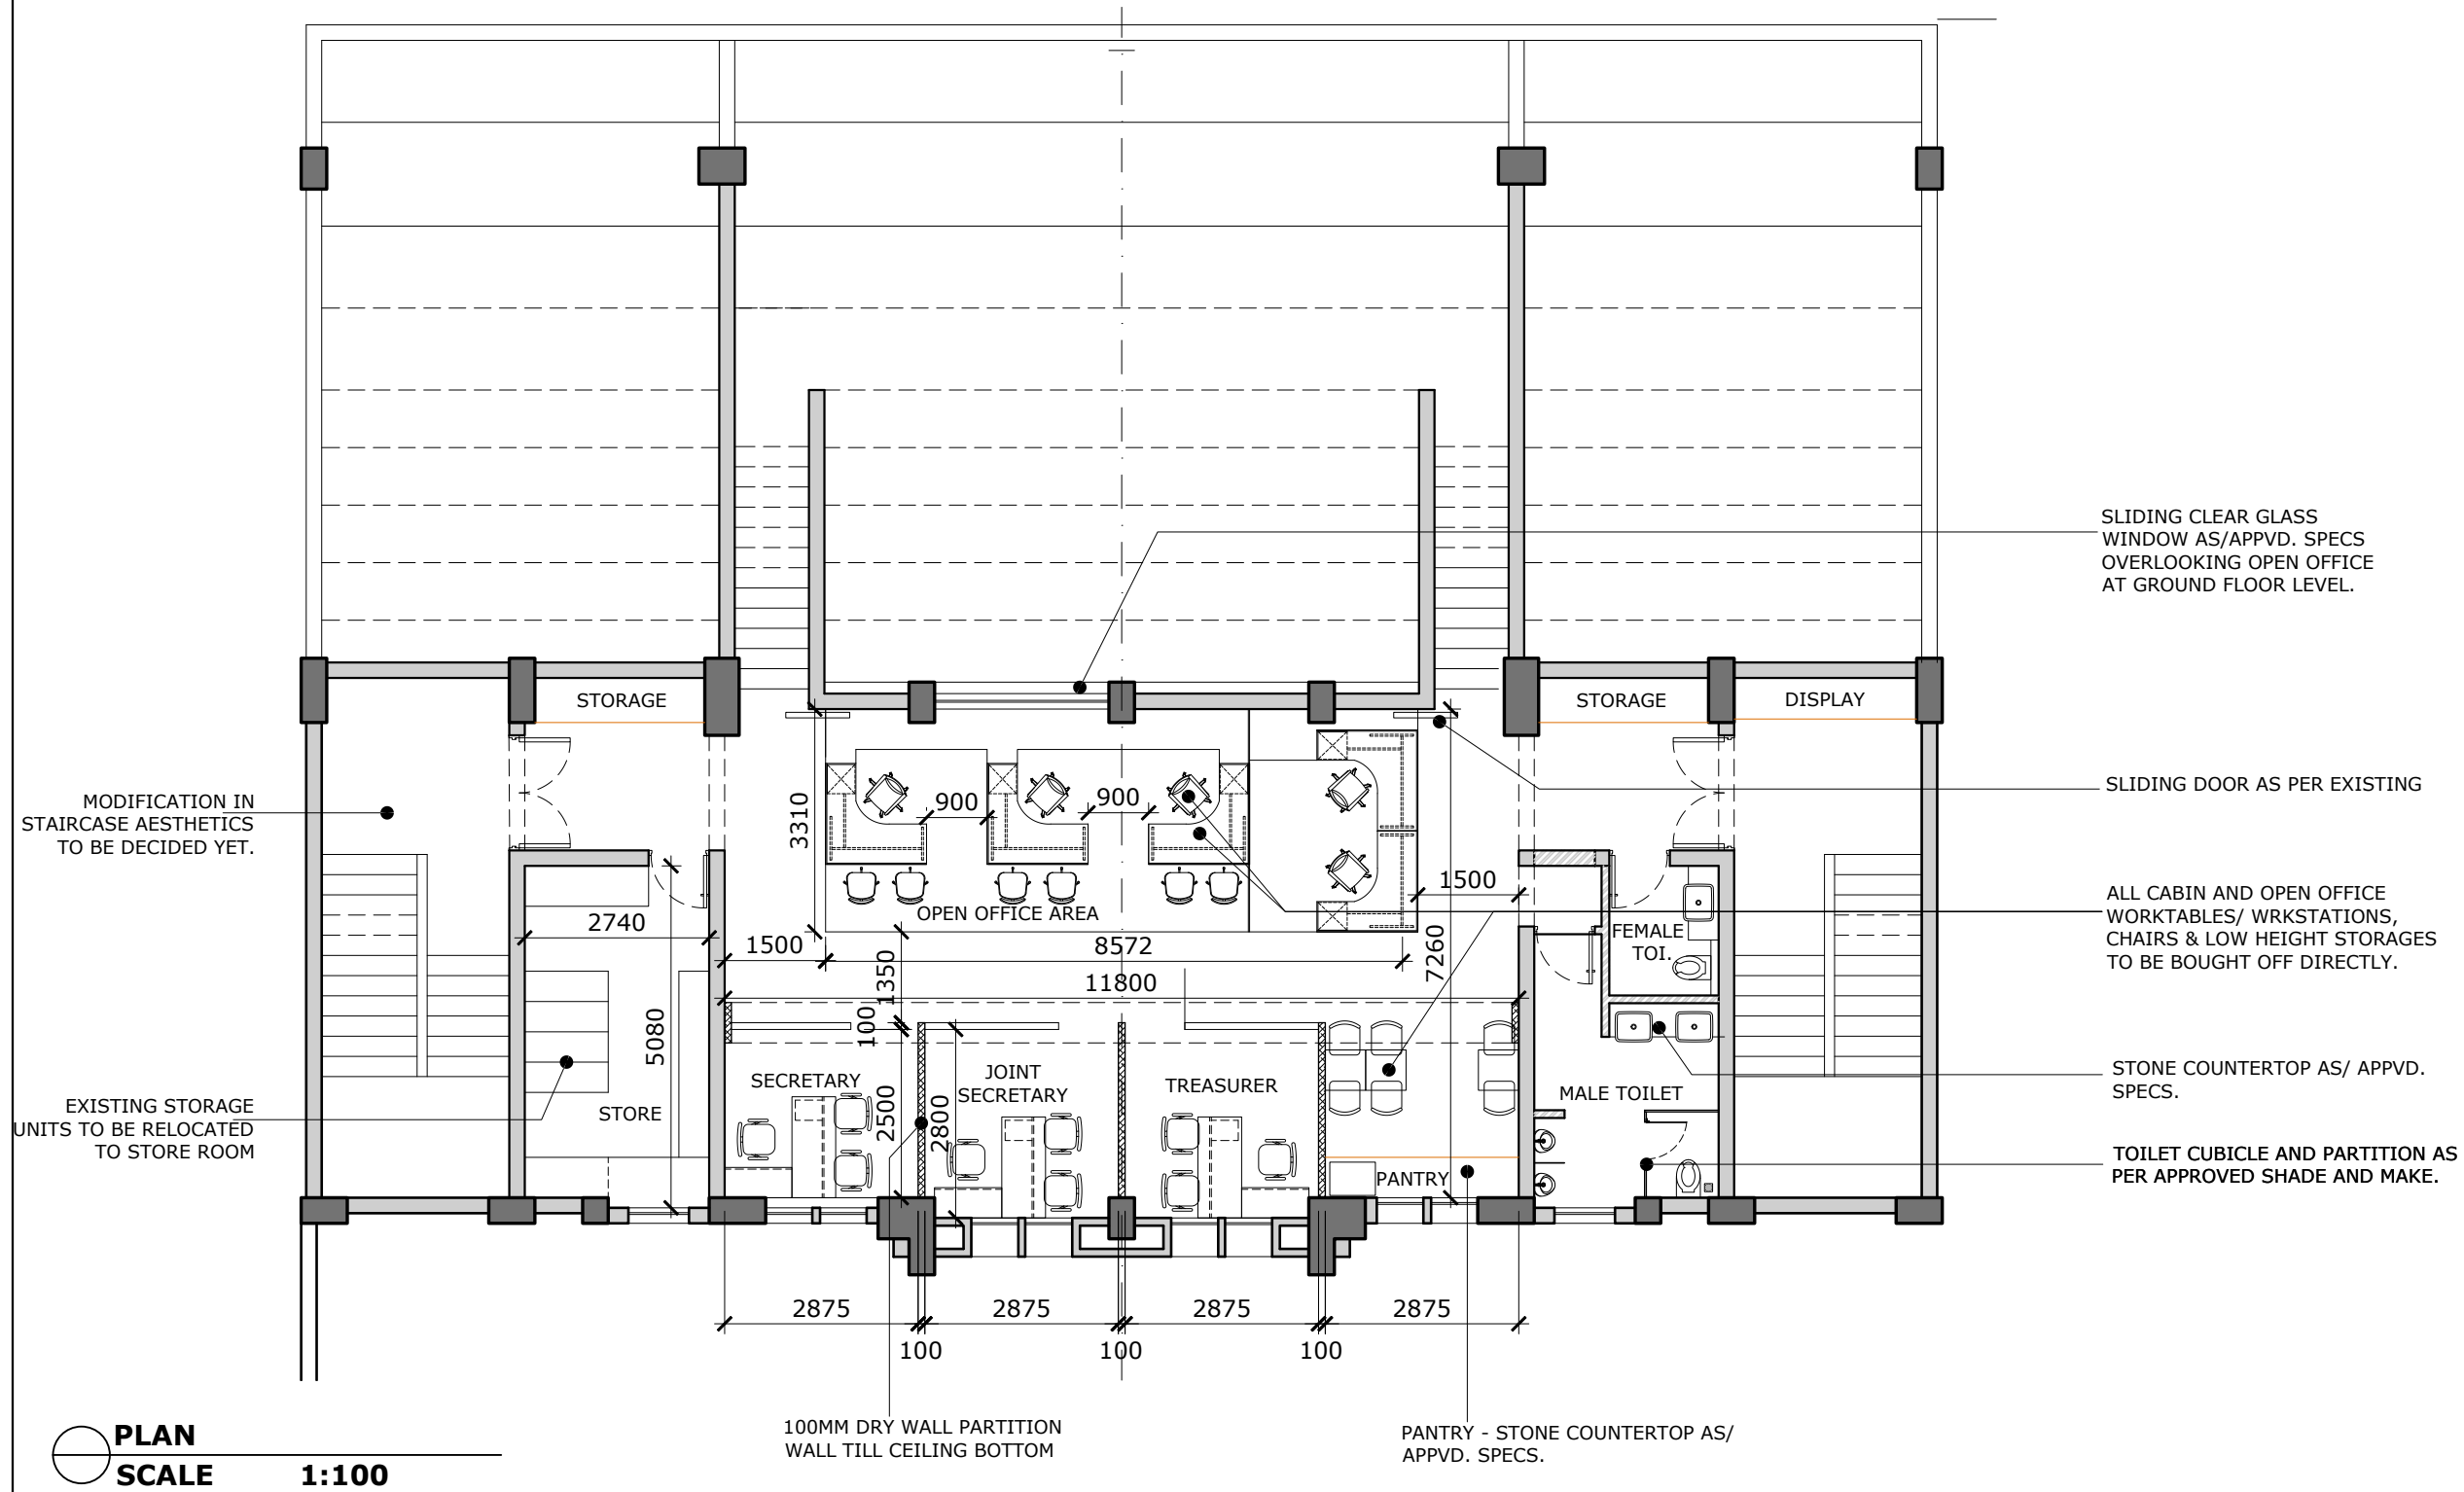 SLIDING CLEAR GLASS
WINDOW AS/APPVD. SPECS
OVERLOOKING OPEN OFFICE
AT GROUND FLOOR LEVEL.
STORAGE
STORAGE
DISPLAY
SLIDING DOOR AS PER EXISTING
MODIFICATION IN
STAIRCASE AESTHETICS
TO BE DECIDED YET.
3310
900
900
1500
ALL CABIN AND OPEN OFFICE
WORKTABLES/ WRKSTATIONS,
CHAIRS & LOW HEIGHT STORAGES
TO BE BOUGHT OFF DIRECTLY.
OPEN OFFICE AREA
2740
FEMALE
TOI.
1500
8572
7260
1350
11800
100
5080
SECRETARY
JOINT
SECRETARY
TREASURER
MALE TOILET
STONE COUNTERTOP AS/ APPVD.
SPECS.
EXISTING STORAGE
UNITS TO BE RELOCATED
TO STORE ROOM
STORE
2500
2800
PANTRY
TOILET CUBICLE AND PARTITION AS
PER APPROVED SHADE AND MAKE.
2875
2875
2875
2875
100
100
100
100MM DRY WALL PARTITION
WALL TILL CEILING BOTTOM
PANTRY - STONE COUNTERTOP AS/
APPVD. SPECS.
PLAN
SCALE 1:100